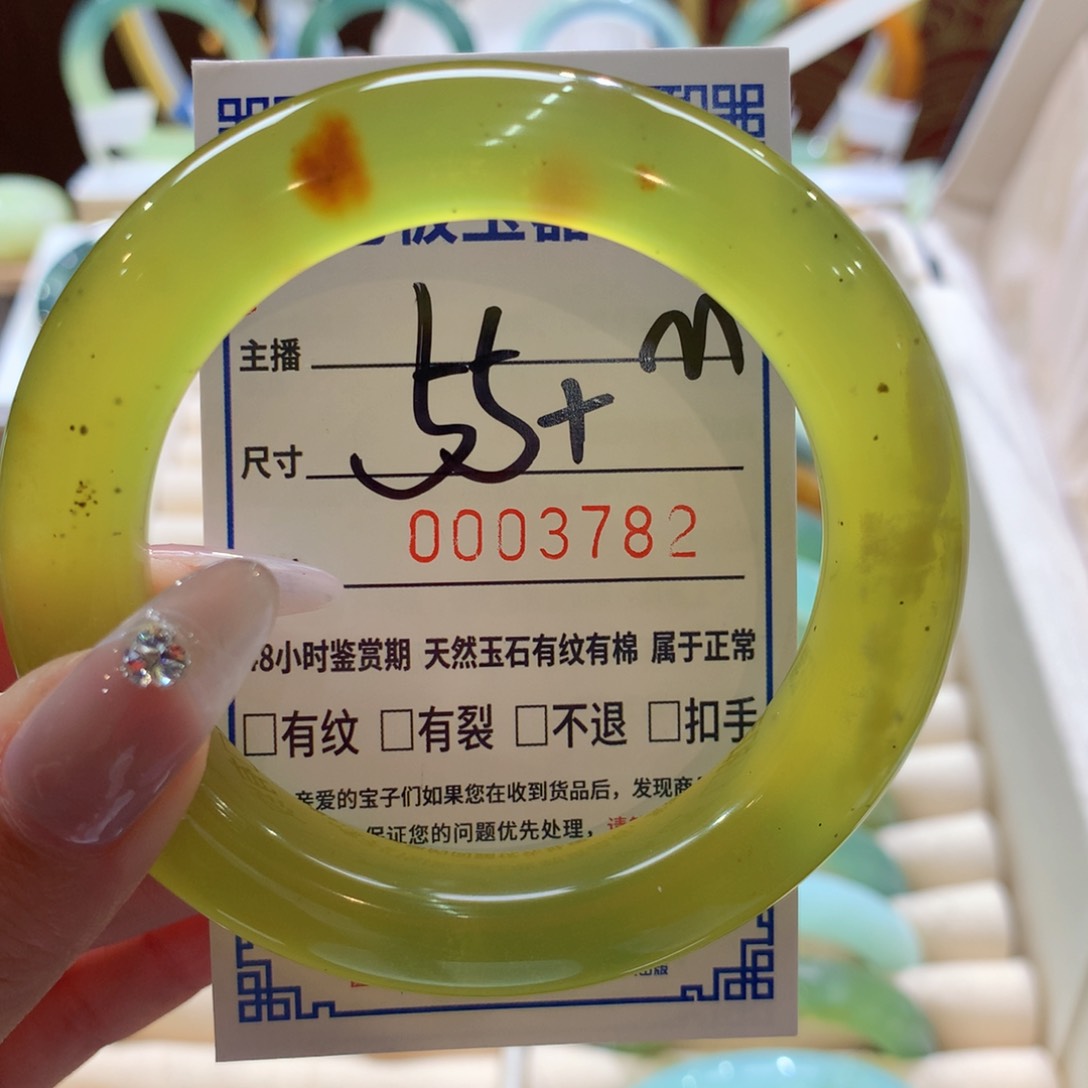 主播 M
尺寸 55+
0003782
8小时鉴赏期 天然玉石有纹有棉 属于正常
□有纹 □有裂 □不退 □扣手
亲爱的宝子们如果您在收到货品后，发现商
保证您的问题优先处理，